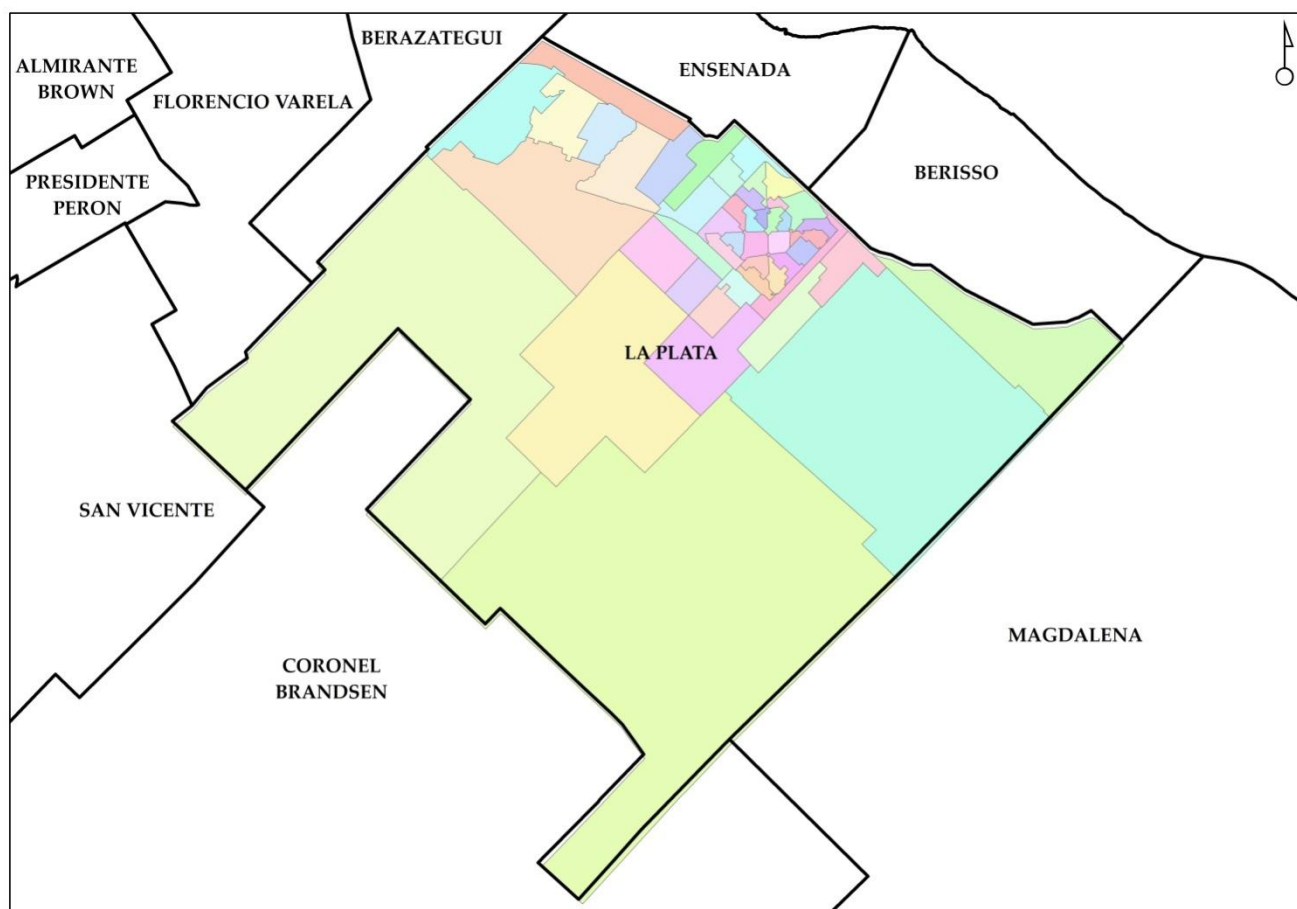 BERAZATEGUI
ALMIRANTE
BROWN
ENSENADA
FLORENCIO VARELA
BERISSO
PRESIDENTE
PERON
LA PLATA
SAN VICENTE
MAGDALENA
CORONEL
BRANDSEN